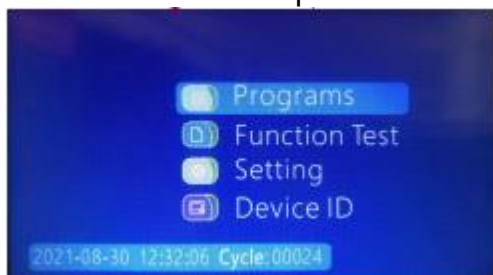 Programs
Function Test
Setting
Device ID
2021-08-30 12:32:06 Cycle:00024